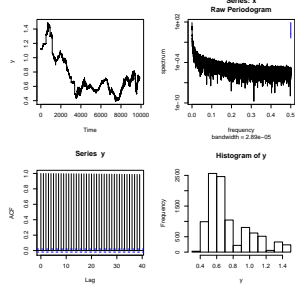 Series: x
Raw Periodogram
y
0.4 0.6 0.8 1.0 1.2 1.4
0 2000 4000 6000 8000 10000
Time
spectrum
1e-10 1e-04 1e+02
0.0 0.1 0.2 0.3 0.4 0.5
frequency
bandwidth = 2.89e-05
Series y
ACF
0.0 0.2 0.4 0.6 0.8 1.0
0 10 20 30 40
Lag
Histogram of y
Frequency
0 500 1500 2500
0.4 0.6 0.8 1.0 1.2 1.4
y